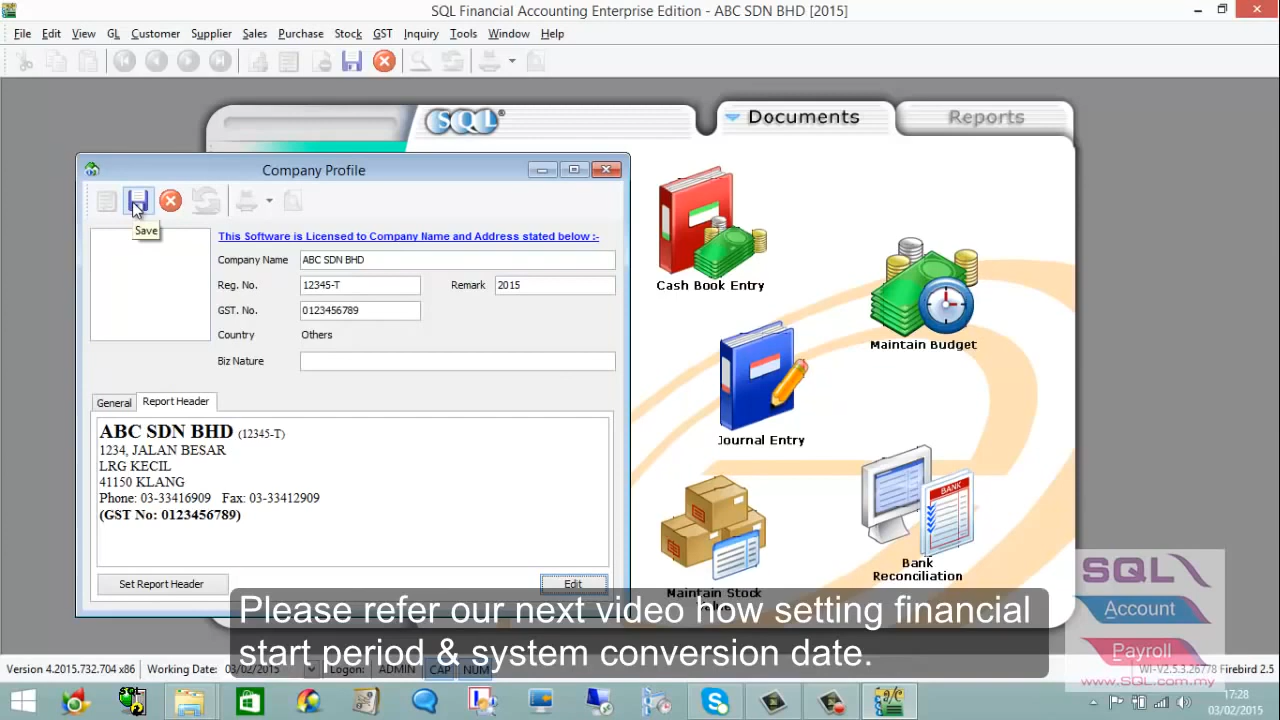 SQL Financial Accounting Enterprise Edition - ABC SDN BHD [2015]
File Edit View GL Customer Supplier Sales Purchase Stock GST Inquiry Tools Window Help
SQL®
Documents
Reports
Company Profile
Save
This Software is Licensed to Company Name and Address stated below :-
Company Name ABC SDN BHD
Reg. No. 12345-T Remark 2015
GST. No. 0123456789
Country Others
Biz Nature
General Report Header
ABC SDN BHD (12345-T)
1234, JALAN BESAR
LRG KECIL
41150 KLANG
Phone: 03-33416909 Fax: 03-33412909
(GST No: 0123456789)
Set Report Header Edit
Cash Book Entry
Maintain Budget
Journal Entry
BANK
Bank
Reconciliation
Maintain Stock
Please refer our next video how setting financial
start period & system conversion date.
SQL
Account
Payroll
www.SQL.com.my
Version 4.2015.732.704 x86 Working Date: 03/02/2015 Logon: ADMIN CAP NUM WI-V2.5.3.26778 Firebird 2.5
17:28
03/02/2015